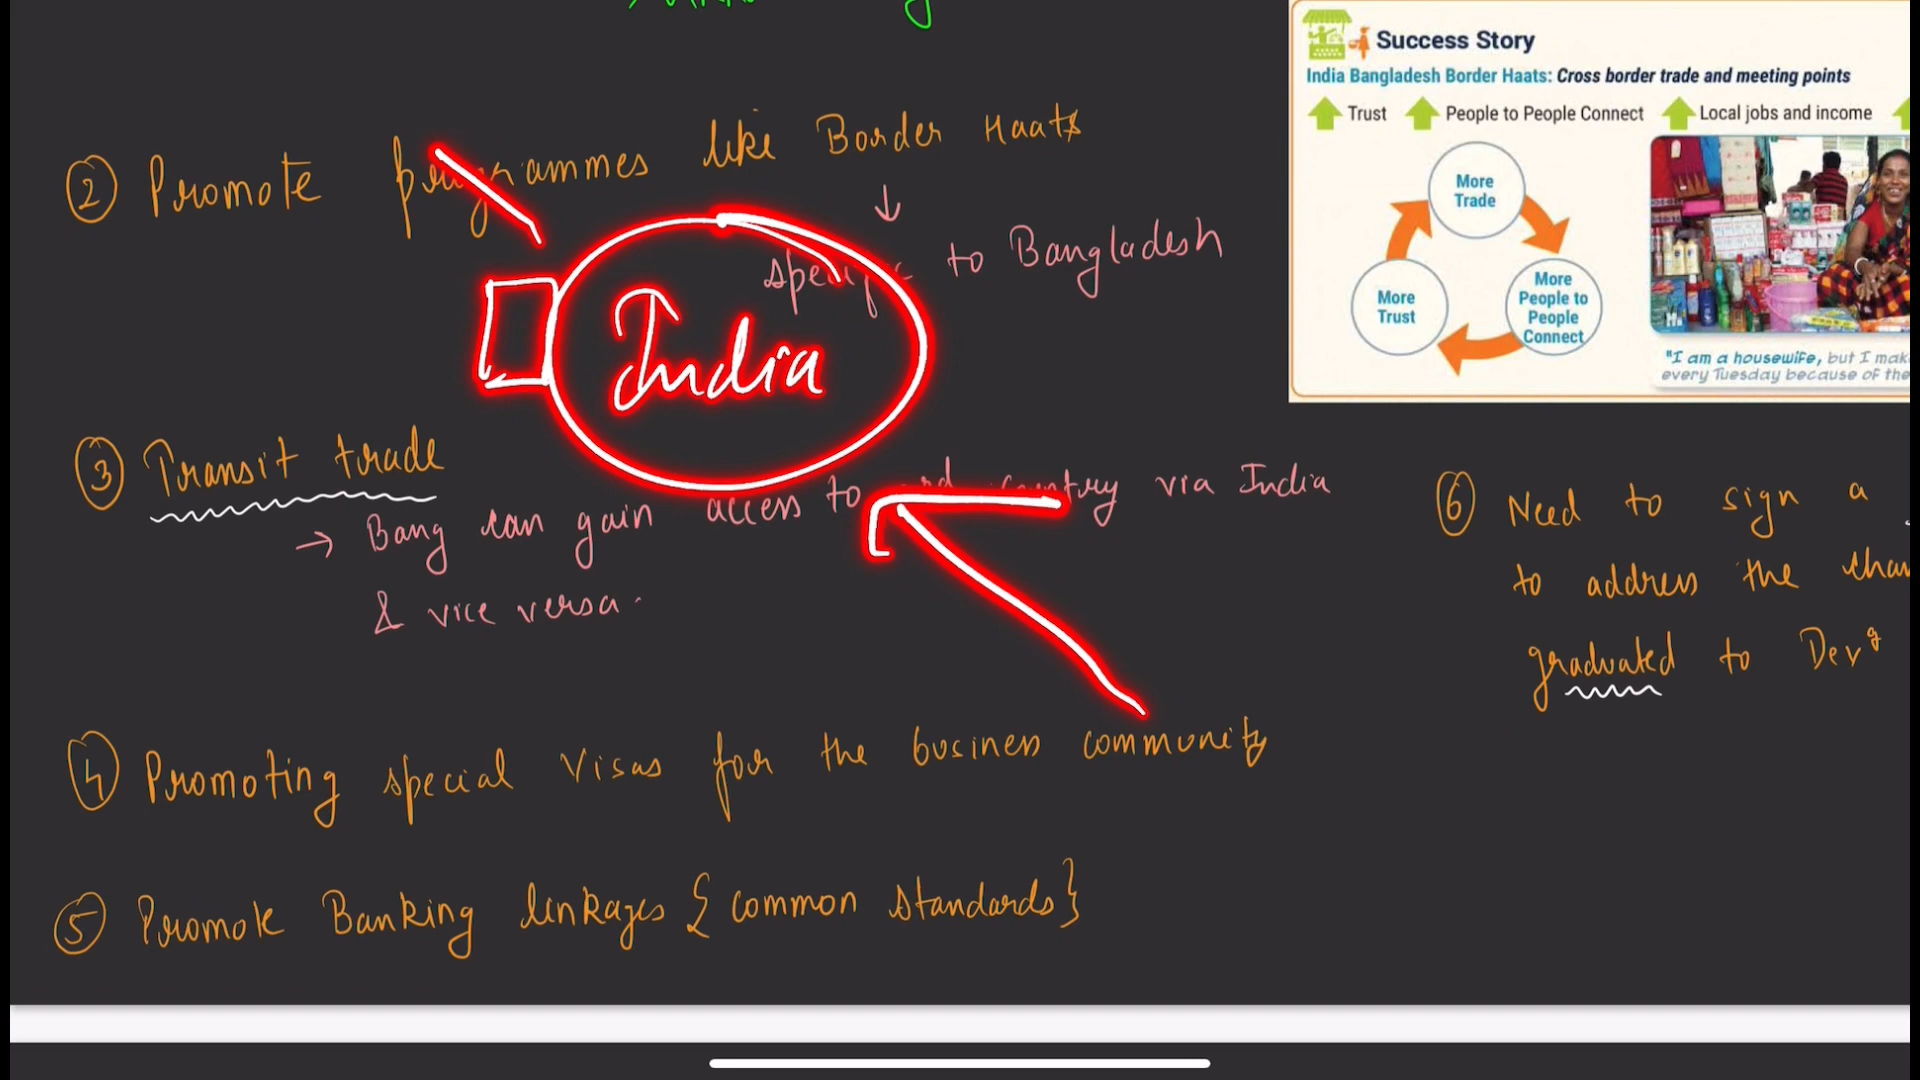 Success Story
India Bangladesh Border Haats: Cross border trade and meeting points
Trust People to People Connect Local jobs and income
More Trade
More People to People Connect
More Trust
"I am a housewife, but I mak
every Tuesday because of the
② Promote programmes like Border Haats
↓
specific to Bangladesh
India
③ Transit trade
→ Bang can gain access to country via India
& vice versa.
④ Promoting special visas for the business community
⑤ Promote Banking linkages {common standards}
⑥ Need to sign a
to address the
graduated to Devg